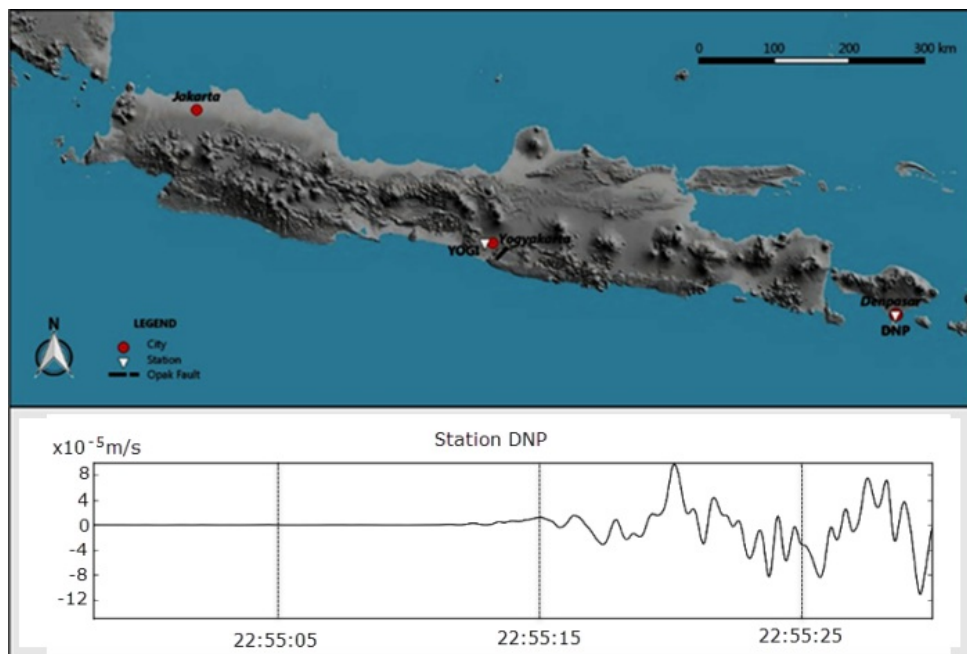 0 100 200 300 km
Jakarta
YOGI Yogyakarta
Denpasar
DNP
N
LEGEND
City
Station
Opak Fault
Station DNP
x10⁻⁵m/s
8
4
0
-4
-8
-12
22:55:05 22:55:15 22:55:25